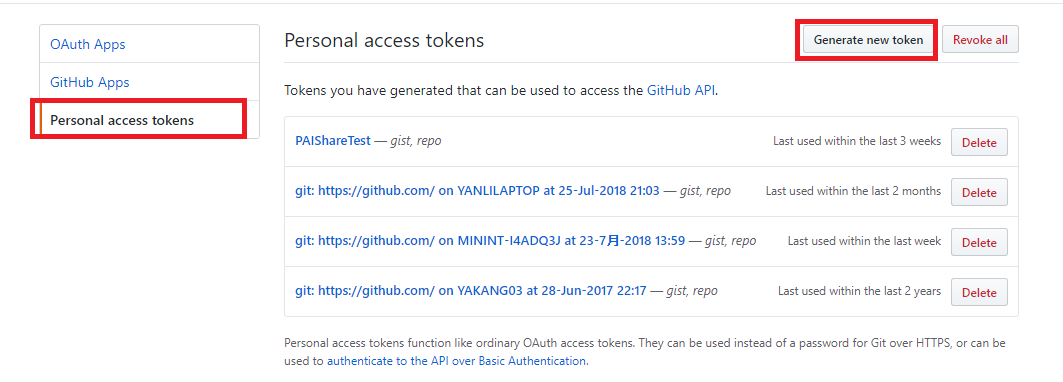 OAuth Apps
GitHub Apps
Personal access tokens
Personal access tokens
Generate new token
Revoke all
Tokens you have generated that can be used to access the GitHub API.
PAIShareTest — gist, repo
Last used within the last 3 weeks
Delete
git: https://github.com/ on YANLILAPTOP at 25-Jul-2018 21:03 — gist, repo
Last used within the last 2 months
Delete
git: https://github.com/ on MININT-I4ADQ3J at 23-7月-2018 13:59 — gist, repo
Last used within the last week
Delete
git: https://github.com/ on YAKANG03 at 28-Jun-2017 22:17 — gist, repo
Last used within the last 2 years
Delete
Personal access tokens function like ordinary OAuth access tokens. They can be used instead of a password for Git over HTTPS, or can be
used to authenticate to the API over Basic Authentication.